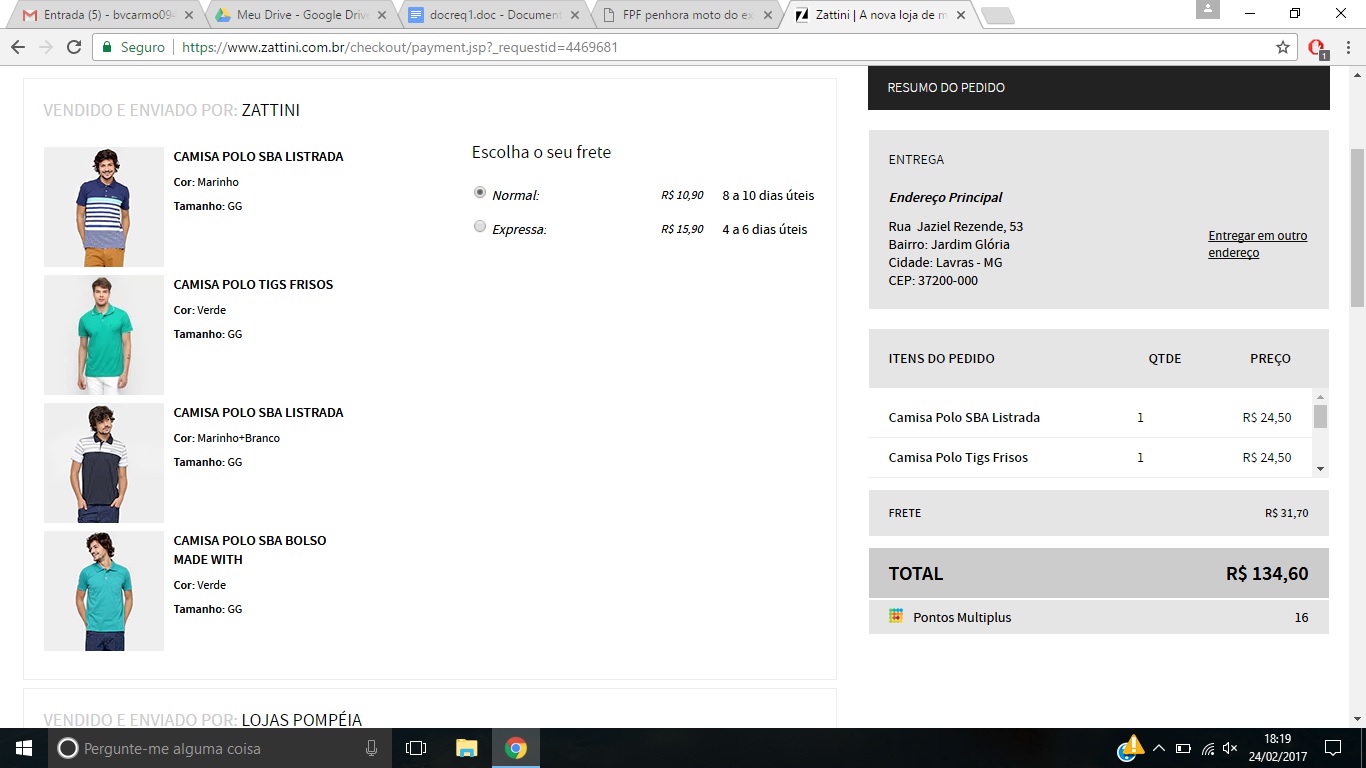 Entrada (5) - bvcarmo09
Meu Drive - Google Drive
docreq1.doc - Document
FPF penhora moto do ex
Zattini | A nova loja de m
Seguro
https://www.zattini.com.br/checkout/payment.jsp?_requestid=4469681
1
VENDIDO E ENVIADO POR: ZATTINI
CAMISA POLO SBA LISTRADA
Cor: Marinho
Tamanho: GG
CAMISA POLO TIGS FRISOS
Cor: Verde
Tamanho: GG
CAMISA POLO SBA LISTRADA
Cor: Marinho+Branco
Tamanho: GG
CAMISA POLO SBA BOLSO
MADE WITH
Cor: Verde
Tamanho: GG
Escolha o seu frete
Normal: R$ 10,90 8 a 10 dias úteis
Expressa: R$ 15,90 4 a 6 dias úteis
VENDIDO E ENVIADO POR: LOJAS POMPÉIA
RESUMO DO PEDIDO
ENTREGA
Endereço Principal
Rua Jaziel Rezende, 53
Bairro: Jardim Glória
Cidade: Lavras - MG
CEP: 37200-000
Entregar em outro
endereço
ITENS DO PEDIDO QTDE PREÇO
Camisa Polo SBA Listrada 1 R$ 24,50
Camisa Polo Tigs Frisos 1 R$ 24,50
FRETE R$ 31,70
TOTAL R$ 134,60
Pontos Multiplus 16
Pergunte-me alguma coisa
18:19
24/02/2017